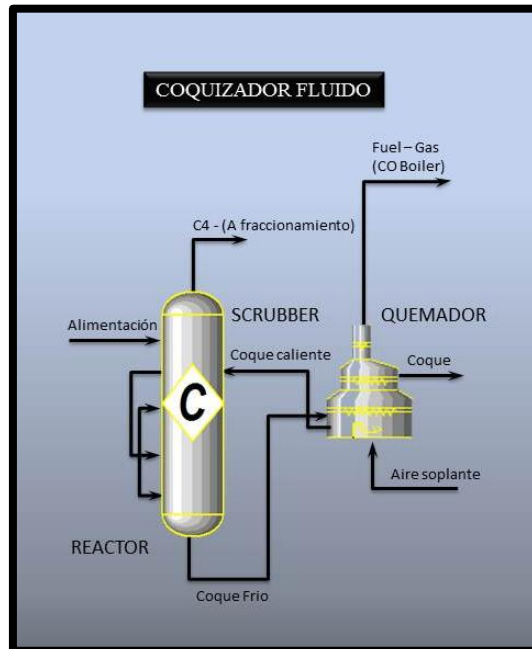 COQUIZADOR FLUIDO
Fuel – Gas
(CO Boiler)
C4 - (A fraccionamiento)
SCRUBBER
QUEMADOR
Alimentación
Coque caliente
Coque
C
Aire soplante
REACTOR
Coque Frio